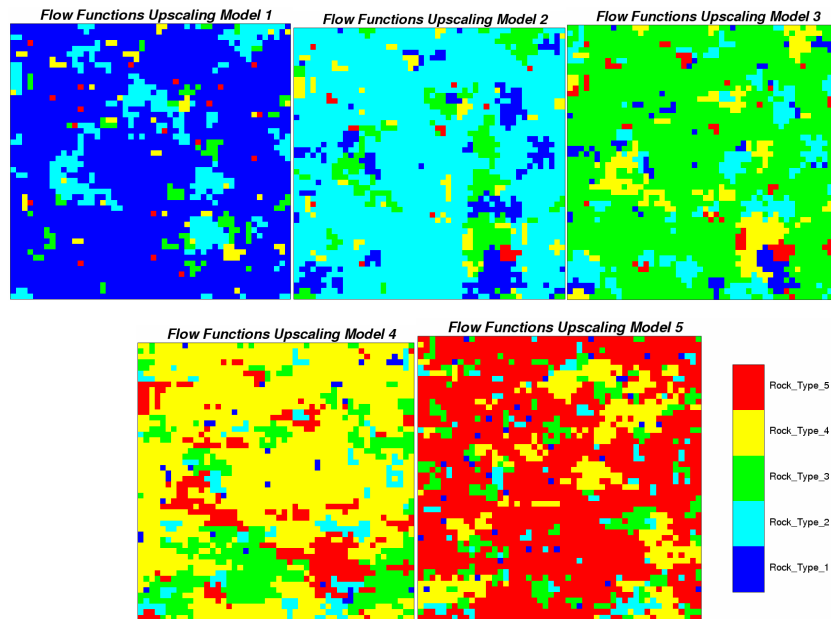 Flow Functions Upscaling Model 1
Flow Functions Upscaling Model 2
Flow Functions Upscaling Model 3
Flow Functions Upscaling Model 4
Flow Functions Upscaling Model 5
Rock_Type_5
Rock_Type_4
Rock_Type_3
Rock_Type_2
Rock_Type_1